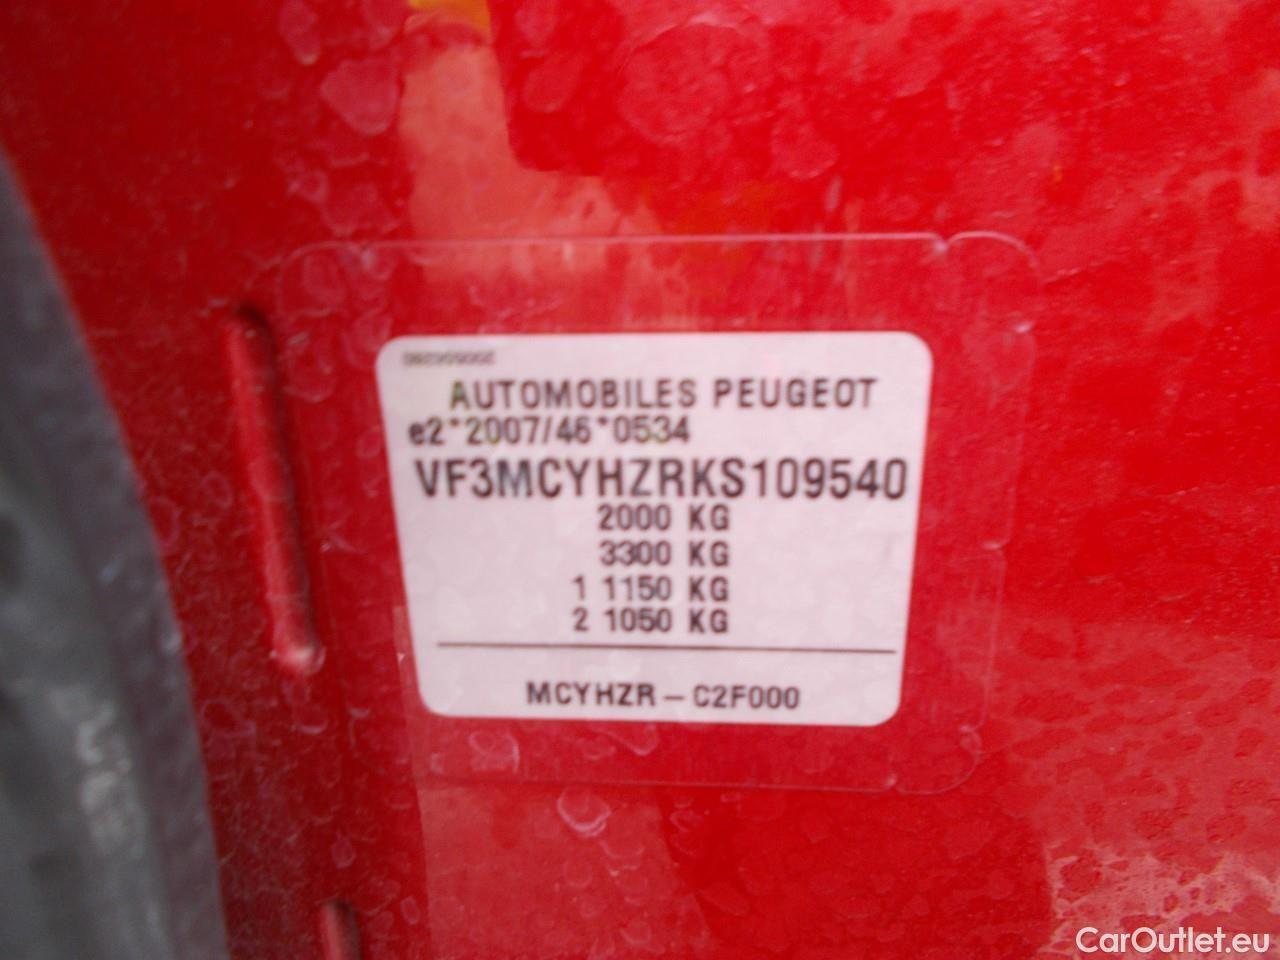 AUTOMOBILES PEUGEOT
e2*2007/46*0534
VF3MCYHZRKS109540
2000 KG
3300 KG
1 1150 KG
2 1050 KG
MCYHZR – C2F000
CarOutlet.eu